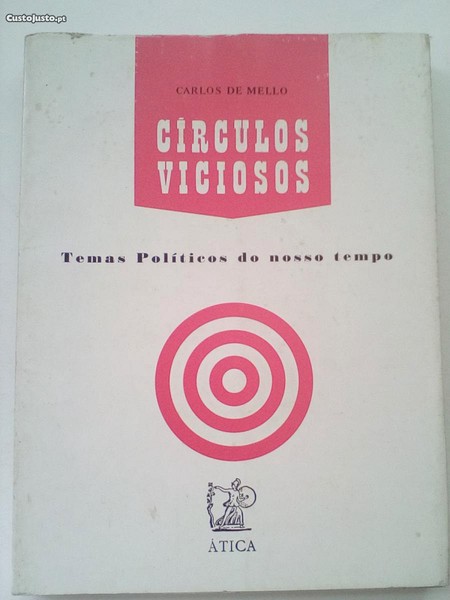 CustoJusto.pt
CARLOS DE MELLO
CÍRCULOS
VICIOSOS
Temas Políticos do nosso tempo
ÁTICA